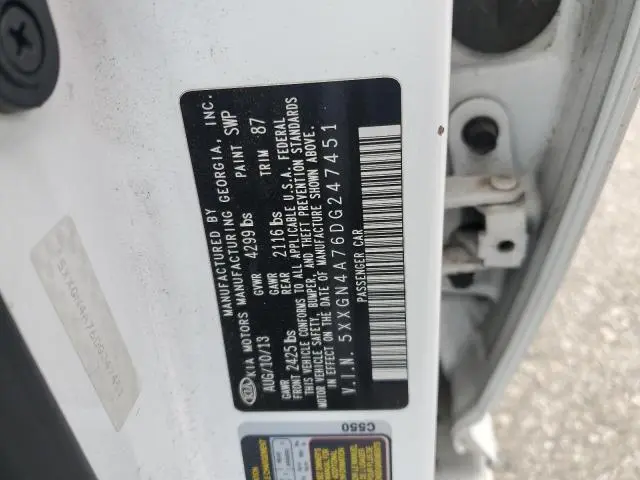 MANUFACTURED BY
KIA KIA MOTORS MANUFACTURING GEORGIA, INC.
AUG/10/13 GVWR 4299 lbs PAINT SWP
GAWR FRONT 2425 lbs GAWR REAR 2116 lbs TRIM 87
THIS VEHICLE CONFORMS TO ALL APPLICABLE U.S.A. FEDERAL
MOTOR VEHICLE SAFETY, BUMPER, AND THEFT PREVENTION STANDARDS
IN EFFECT ON THE DATE OF MANUFACTURE SHOWN ABOVE.
V.I.N. 5XXGN4A76DG247451
PASSENGER CAR
C550